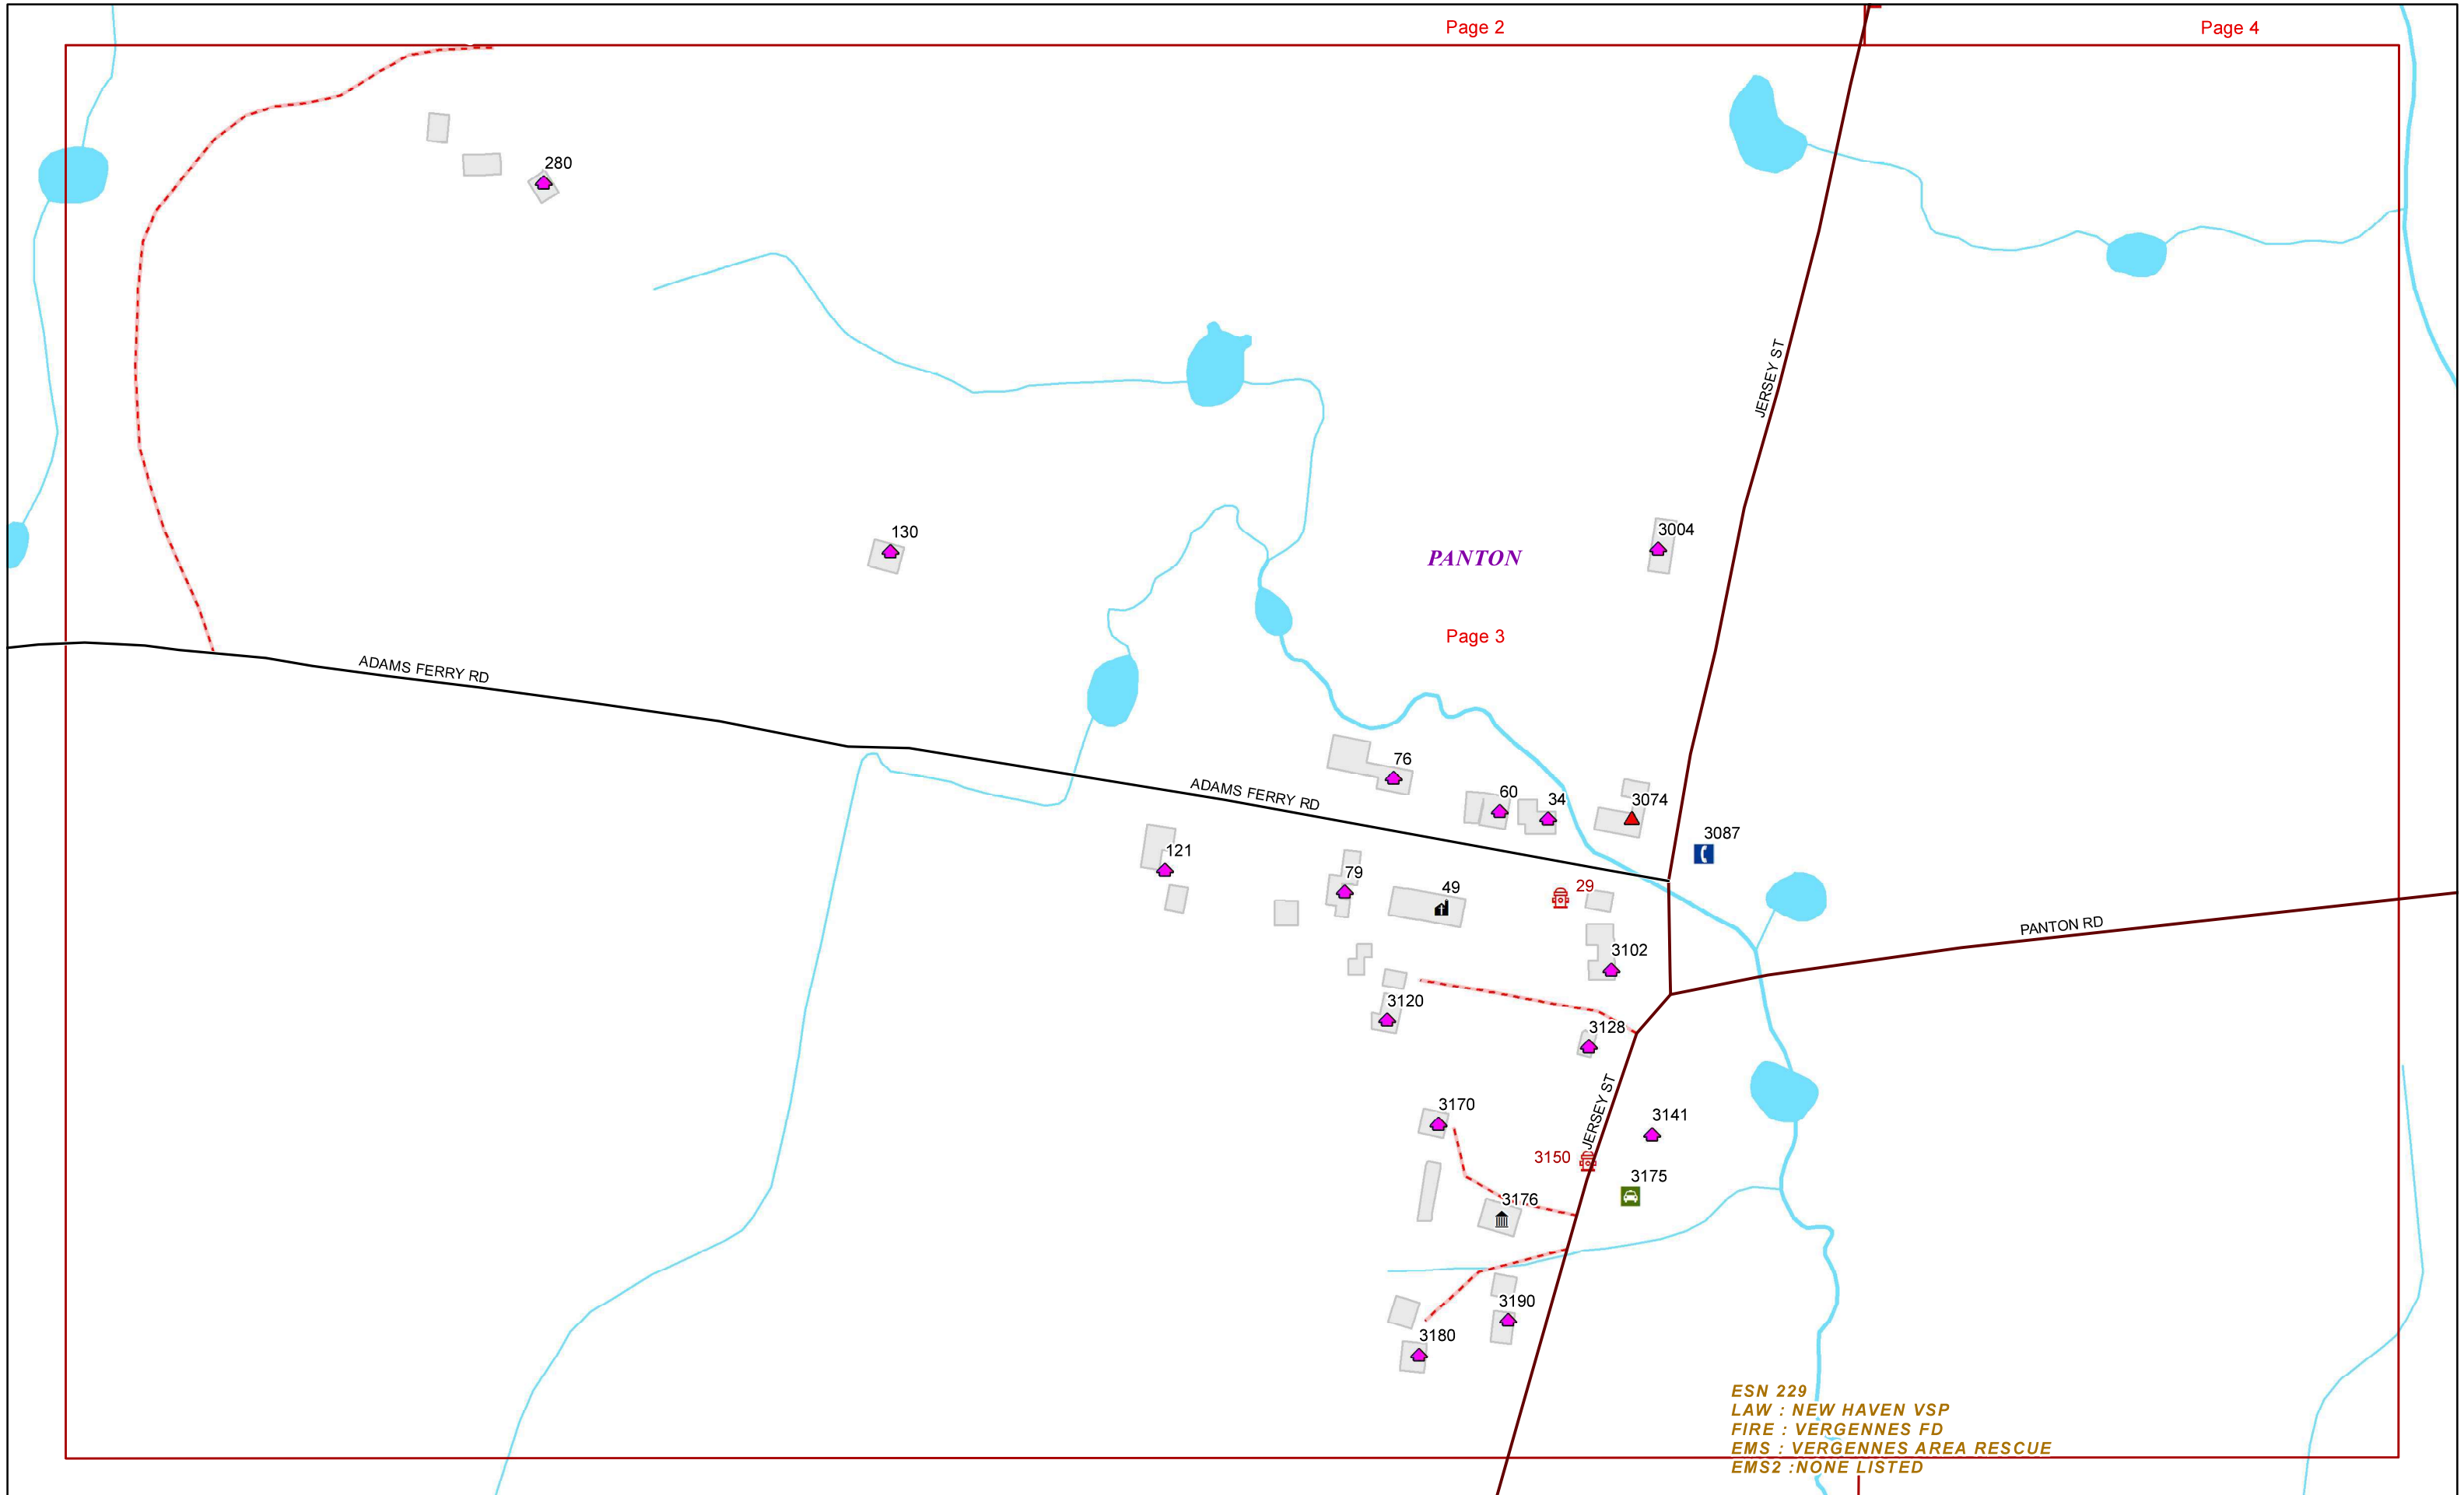 Page 2
Page 4
280
JERSEY ST
130
3004
PANTON
Page 3
ADAMS FERRY RD
76
ADAMS FERRY RD
60
34
3074
3087
121
79
49
29
PANTON RD
3102
3120
3128
JERSEY ST
3170
3141
3150
3175
3176
3190
3180
ESN 229
LAW : NEW HAVEN VSP
FIRE : VERGENNES FD
EMS : VERGENNES AREA RESCUE
EMS2 :NONE LISTED